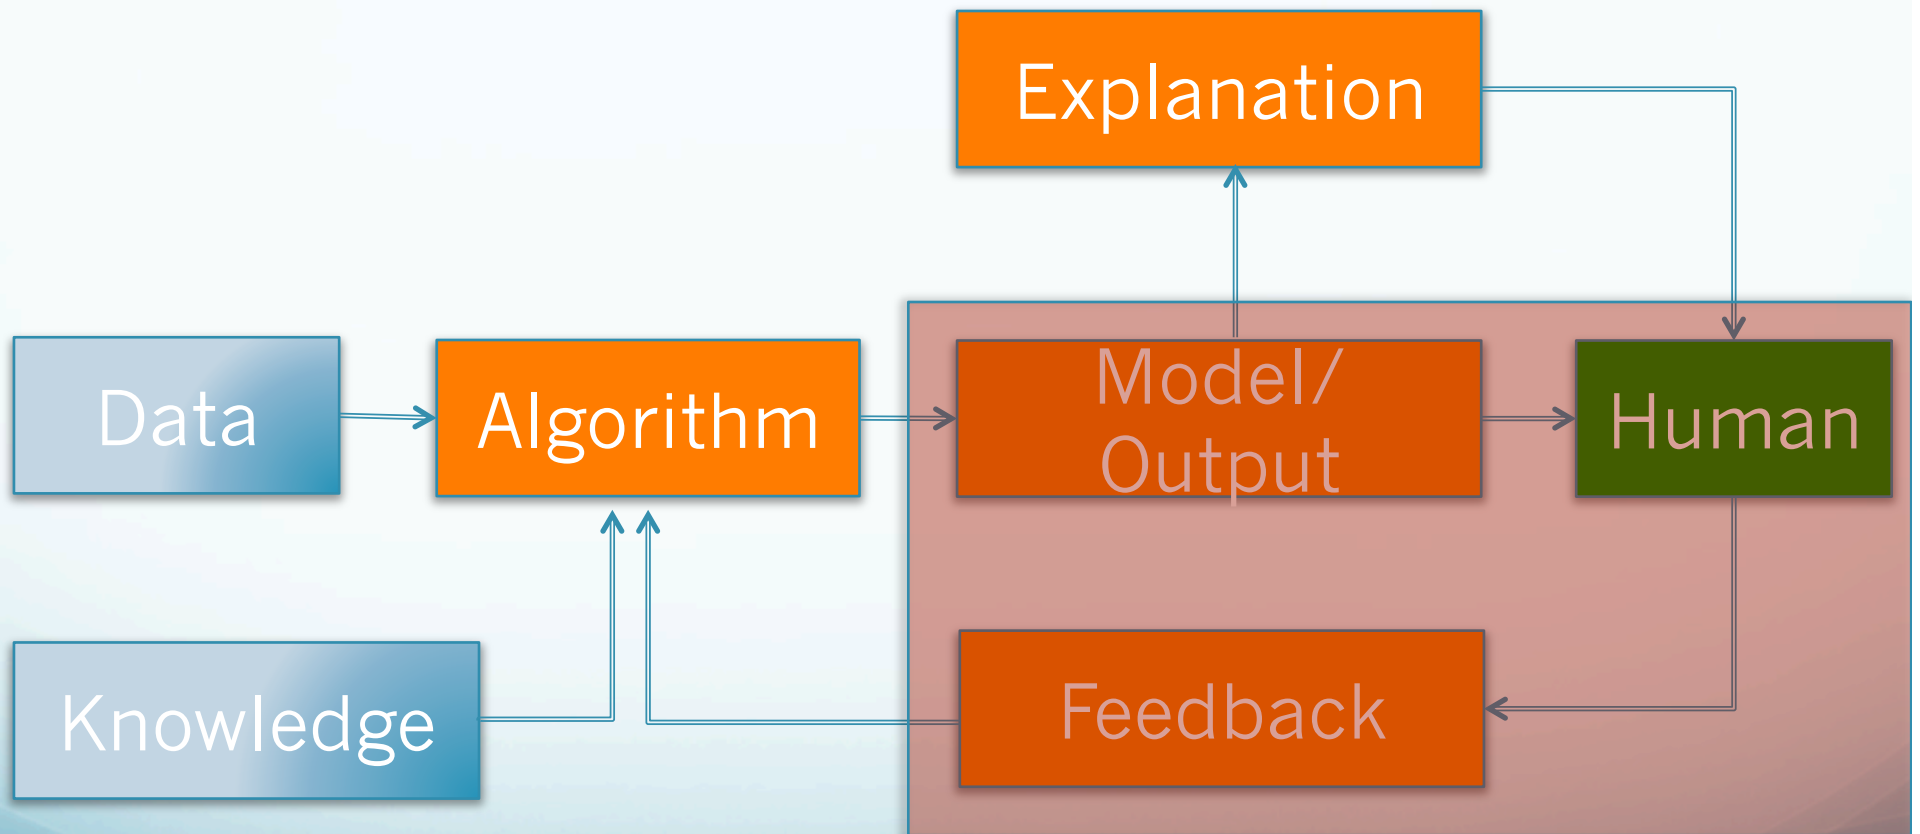 Explanation
Data
Algorithm
Model/
Output
Human
Knowledge
Feedback